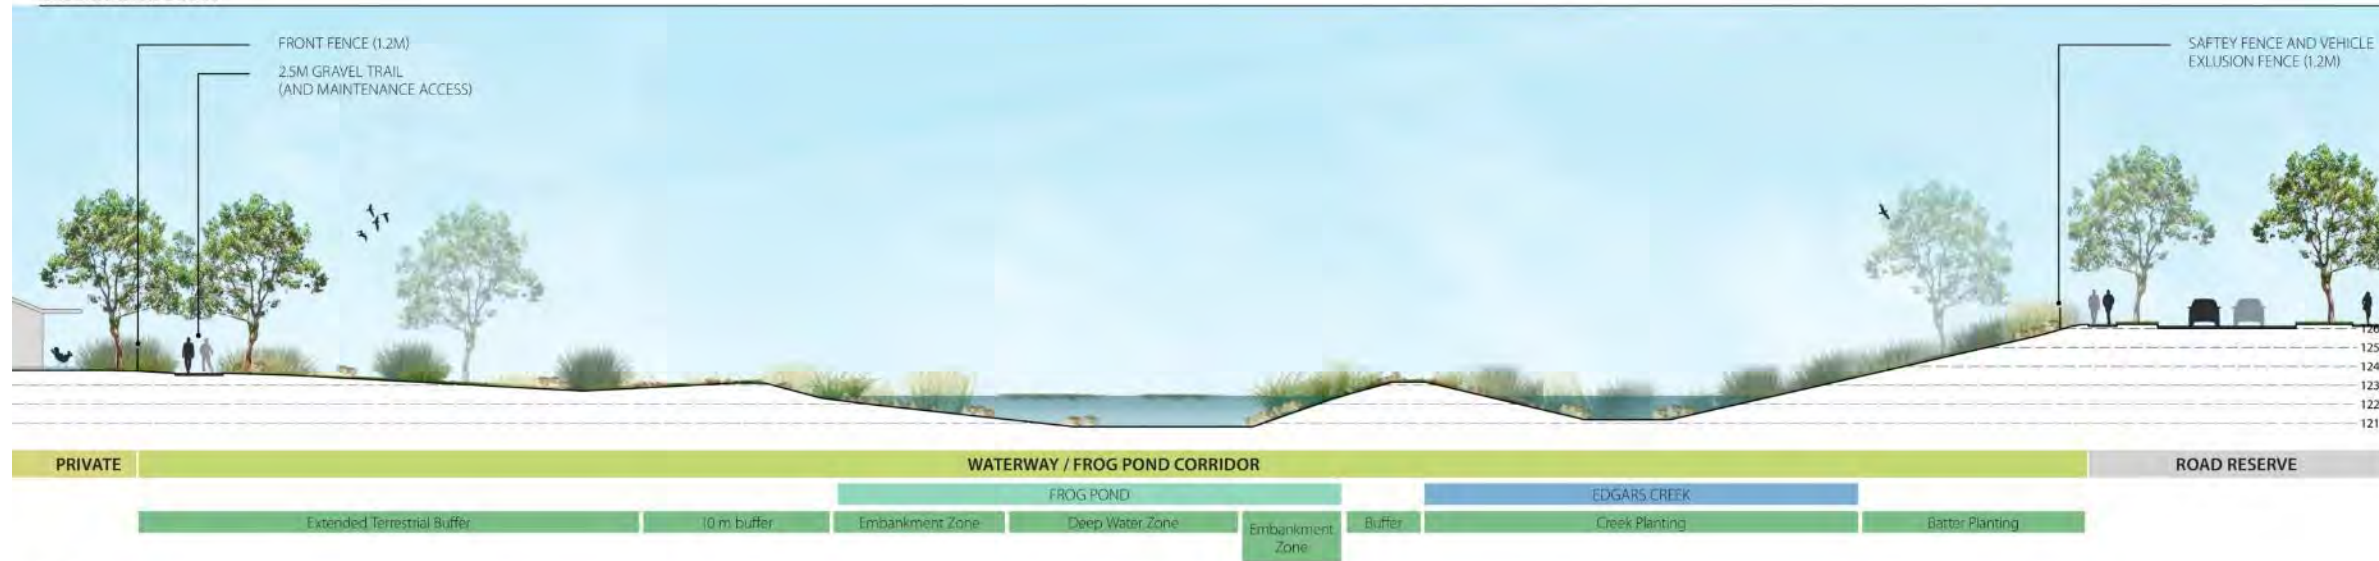 FRONT FENCE (1.2M)
2.5M GRAVEL TRAIL
(AND MAINTENANCE ACCESS)
SAFTEY FENCE AND VEHICLE
EXLUSION FENCE (1.2M)
126
125
124
123
122
121
PRIVATE
WATERWAY / FROG POND CORRIDOR
ROAD RESERVE
FROG POND
EDGARS CREEK
Extended Terrestrial Buffer
10 m buffer
Embankment Zone
Deep Water Zone
Embankment
Zone
Buffer
Creek Planting
Batter Planting